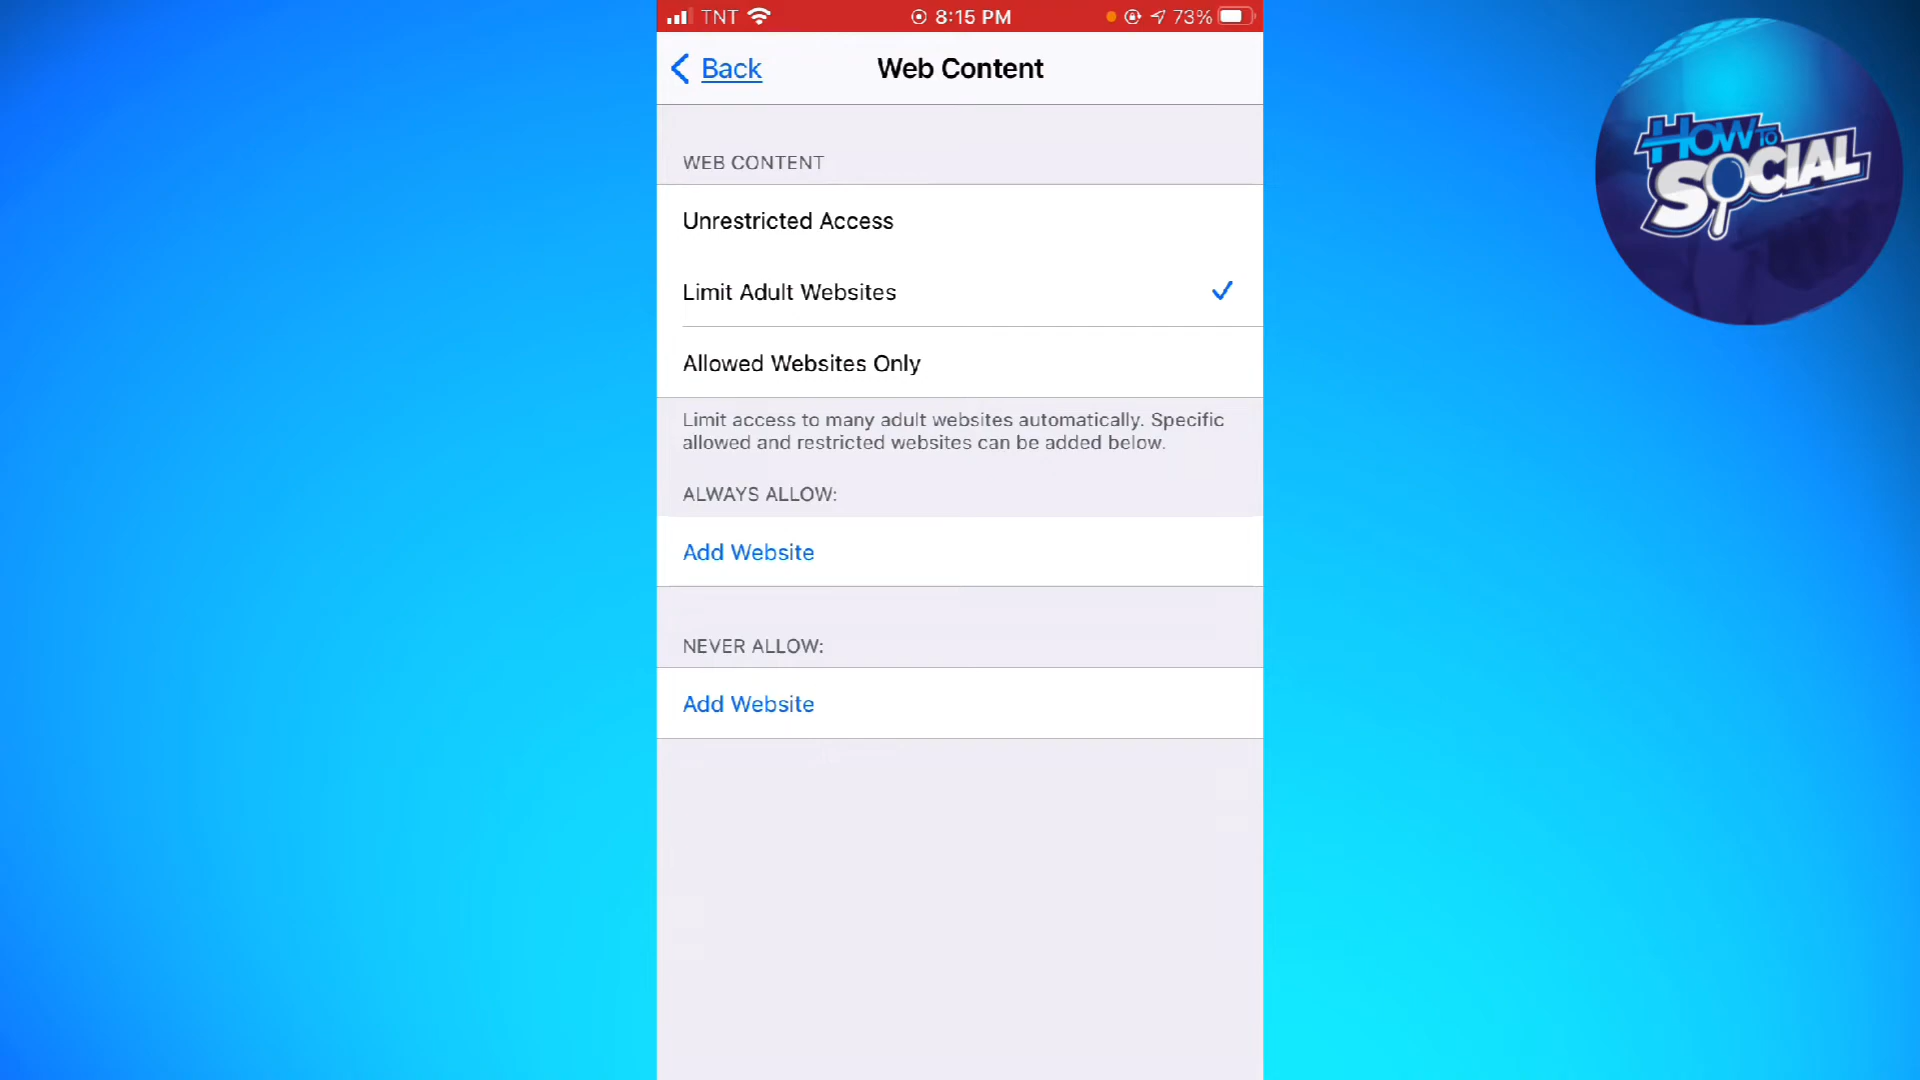 TNT 8:15 PM 73%
Back Web Content
HOW TO
SOCIAL
WEB CONTENT
Unrestricted Access
Limit Adult Websites
Allowed Websites Only
Limit access to many adult websites automatically. Specific
allowed and restricted websites can be added below.
ALWAYS ALLOW:
Add Website
NEVER ALLOW:
Add Website